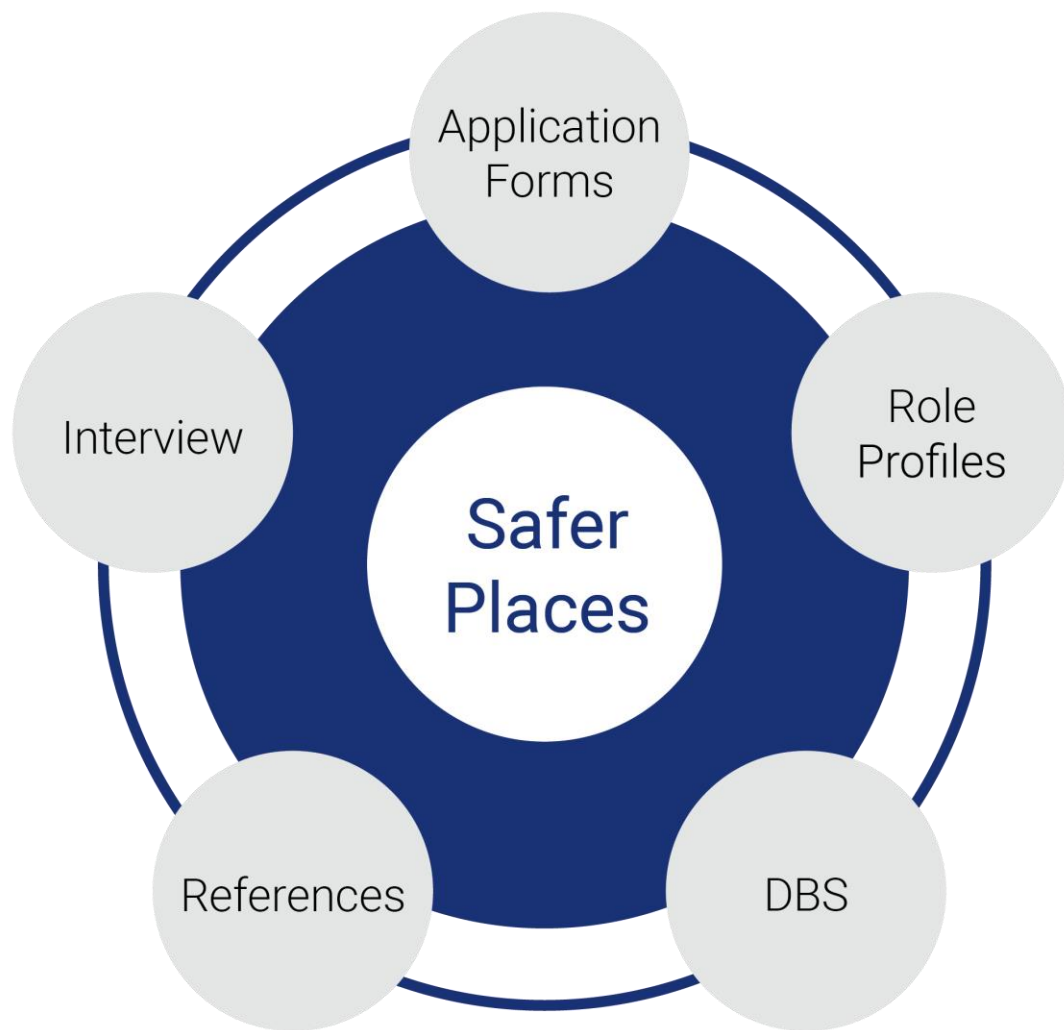 Application
Forms
Role
Profiles
Interview
Safer
Places
References
DBS